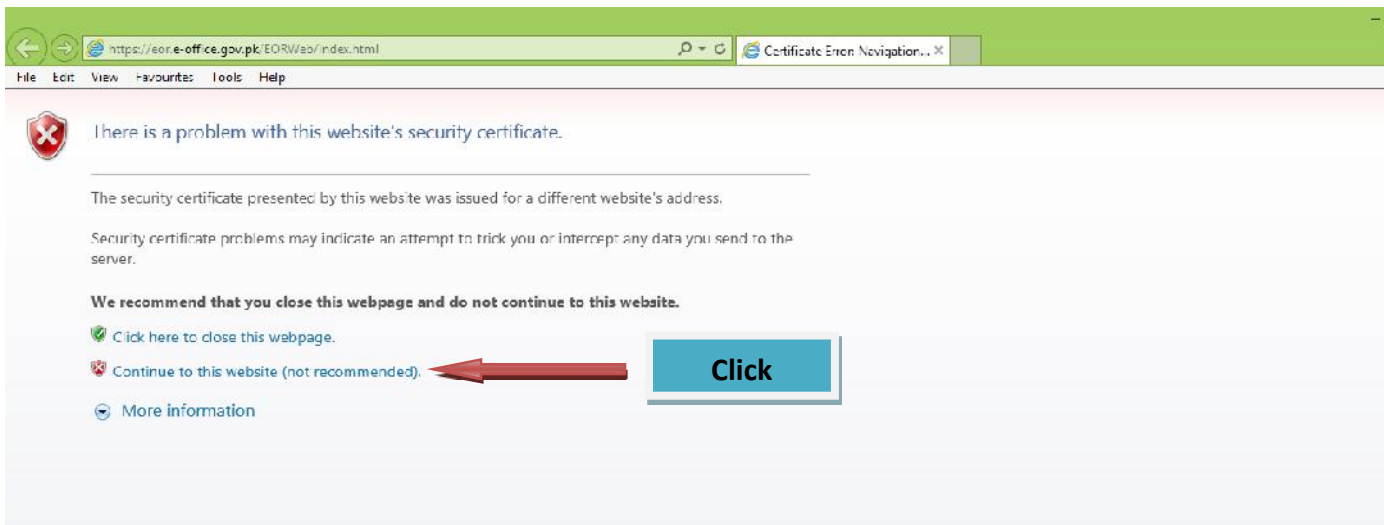 https://eor.e-office.gov.pk/EORWeb/index.html
Certificate Error: Navigation...
File Edit View Favourites Tools Help
There is a problem with this website's security certificate.
The security certificate presented by this website was issued for a different website's address.
Security certificate problems may indicate an attempt to trick you or intercept any data you send to the
server.
We recommend that you close this webpage and do not continue to this website.
Click here to close this webpage.
Continue to this website (not recommended).
Click
More information